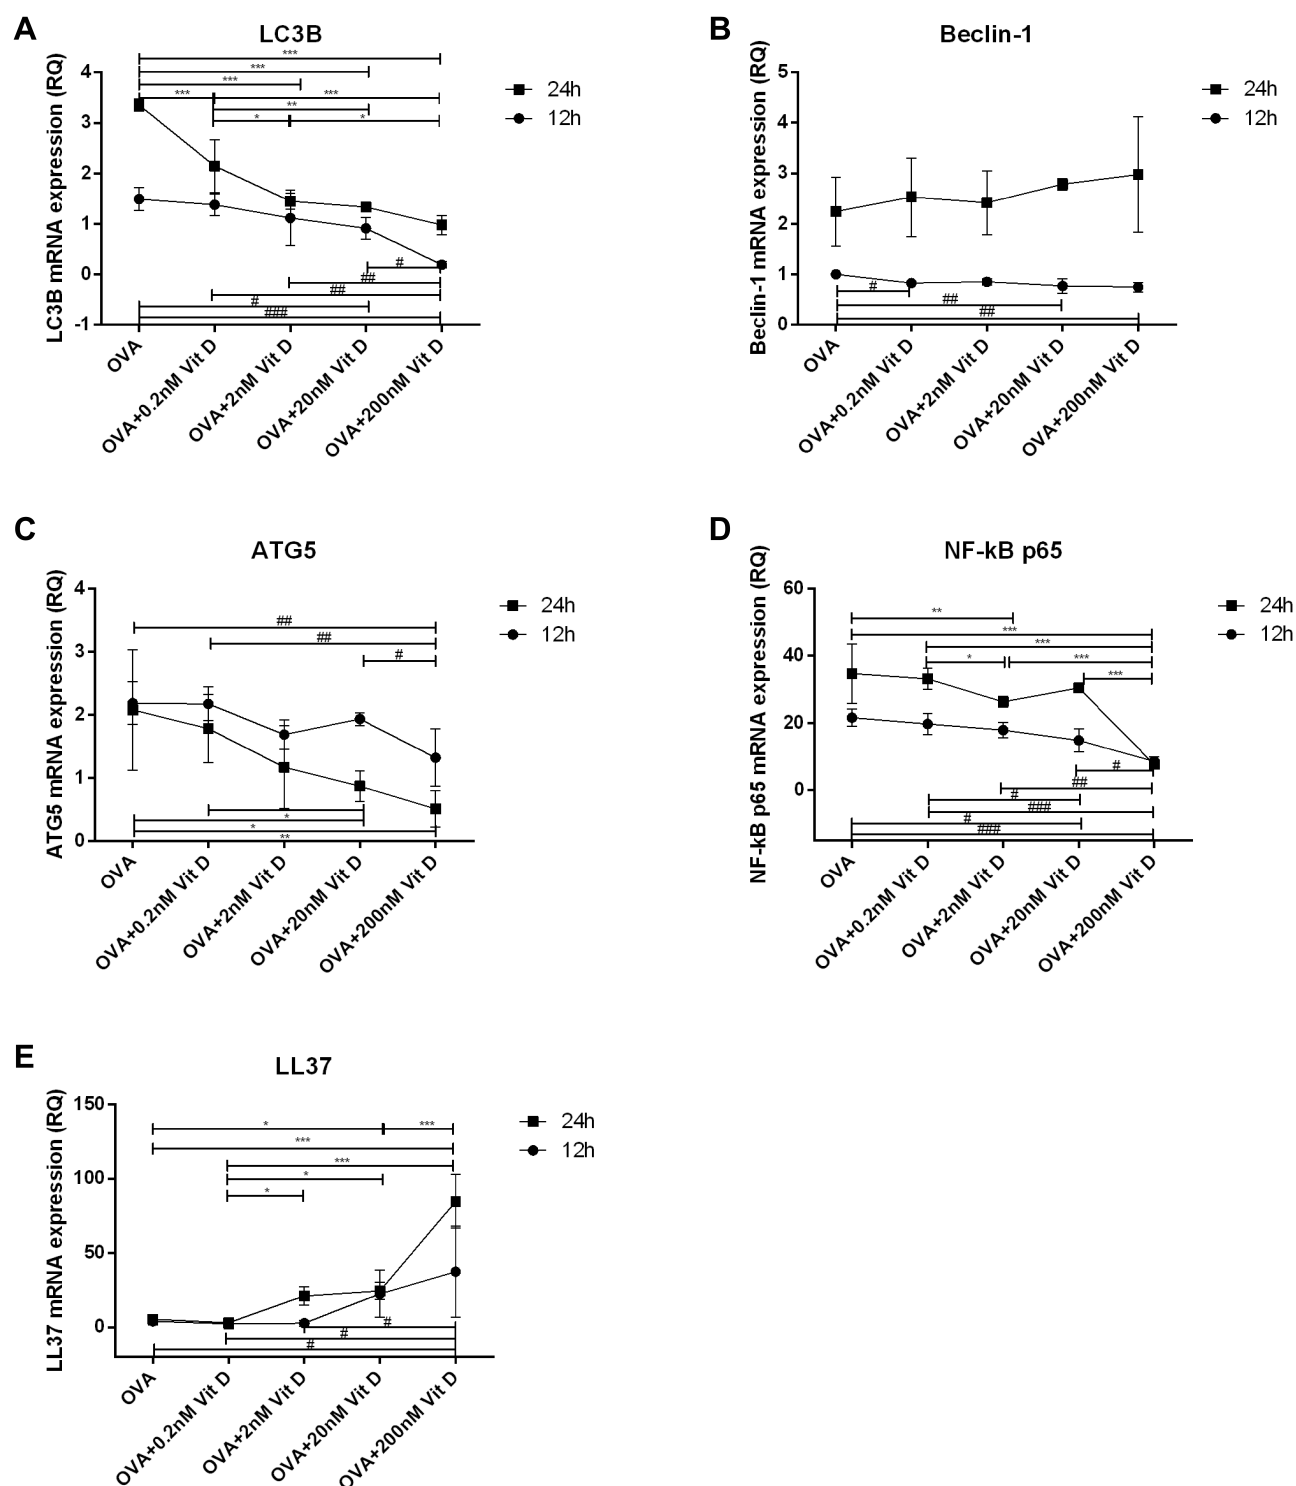 A
LC3B
LC3B mRNA expression (RQ)
4
3
2
1
0
-1
***
***
***
***
***
**
*
*
#
##
##
#
###
24h
12h
OVA
OVA+0.2nM Vit D
OVA+2nM Vit D
OVA+20nM Vit D
OVA+200nM Vit D
B
Beclin-1
Beclin-1 mRNA expression (RQ)
5
4
3
2
1
0
#
##
##
24h
12h
OVA
OVA+0.2nM Vit D
OVA+2nM Vit D
OVA+20nM Vit D
OVA+200nM Vit D
C
ATG5
ATG5 mRNA expression (RQ)
4
3
2
1
0
##
##
#
*
*
**
24h
12h
OVA
OVA+0.2nM Vit D
OVA+2nM Vit D
OVA+20nM Vit D
OVA+200nM Vit D
D
NF-kB p65
NF-kB p65 mRNA expression (RQ)
60
40
20
0
**
***
***
*
***
***
#
##
#
###
#
###
24h
12h
OVA
OVA+0.2nM Vit D
OVA+2nM Vit D
OVA+20nM Vit D
OVA+200nM Vit D
E
LL37
LL37 mRNA expression (RQ)
150
100
50
0
*
***
***
***
*
*
#
#
#
24h
12h
OVA
OVA+0.2nM Vit D
OVA+2nM Vit D
OVA+20nM Vit D
OVA+200nM Vit D